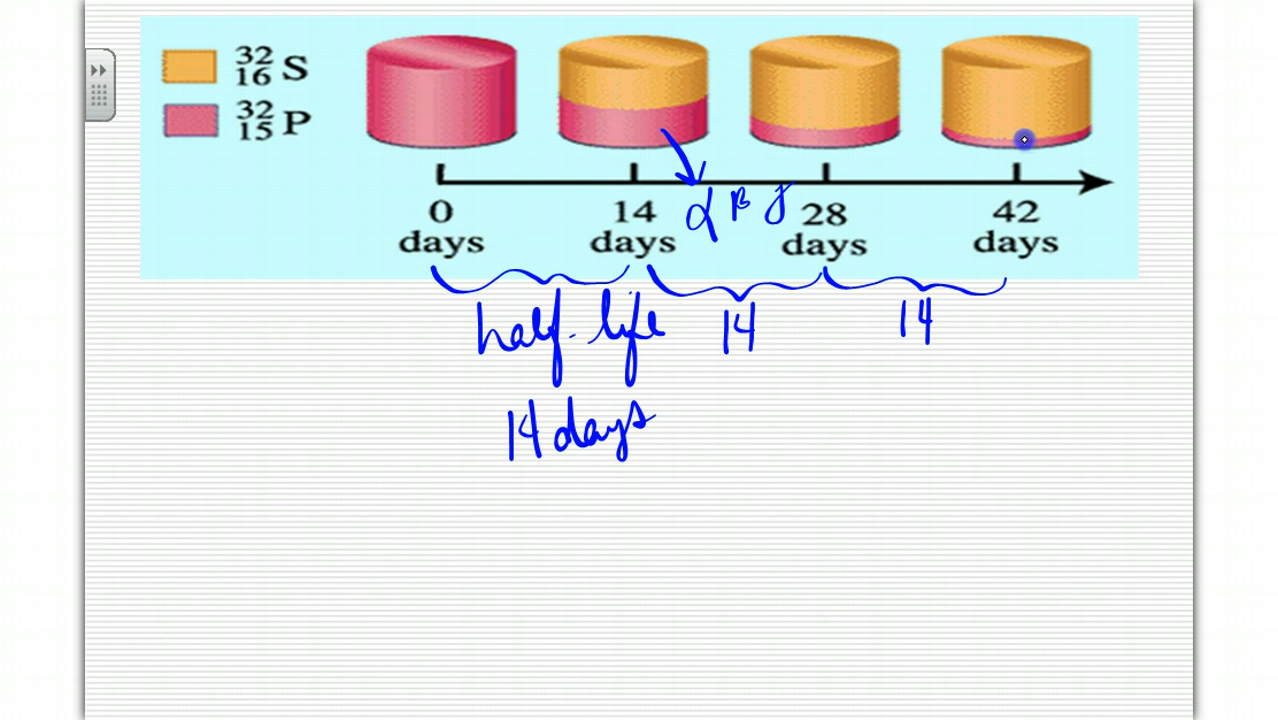 32
16 S
32
15 P
0 days
14 days
28 days
42 days
α β γ
half-life
14 days
14
14